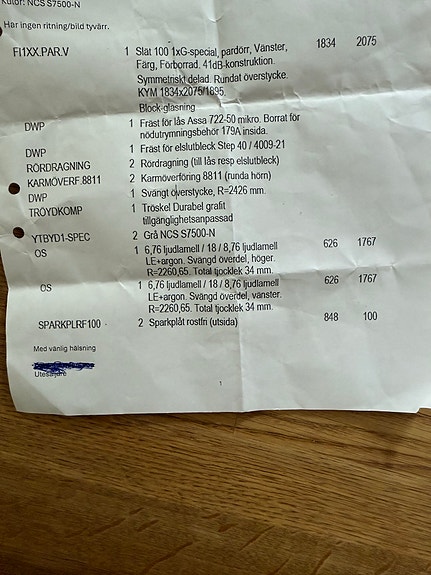 Kulör: NCS S7500-N
Har ingen ritning/bild tyvärr.
FI1XX.PAR.V 1 Slät 100 1xG-special, pardörr, Vänster, 1834 2075
Färg, Förborrad, 41dB-konstruktion.
Symmetriskt delad. Rundat överstycke.
KYM 1834x2075/1895.
Block-glasning
DWP 1 Fräst för lås Assa 722-50 mikro. Borrat för
nödutrymningsbehör 179A insida.
DWP 1 Fräst för elslutbleck Step 40 / 4009-21
RÖRDRAGNING 2 Rördragning (till lås resp elslutbleck)
KARMÖVERF.8811 2 Karmöverföring 8811 (runda hörn)
DWP 1 Svängt överstycke, R=2426 mm.
TRÖYDKOMP 1 Tröskel Durabel grafit
tillgänglighetsanpassad
YTBYD1-SPEC 2 Grå NCS S7500-N
OS 1 6,76 ljudlamell / 18 / 8,76 ljudlamell 626 1767
LE+argon. Svängd överdel, höger.
R=2260,65. Total tjocklek 34 mm.
OS 1 6,76 ljudlamell / 18 / 8,76 ljudlamell 626 1767
LE+argon. Svängd överdel, vänster.
R=2260,65. Total tjocklek 34 mm.
SPARKPLRF100 2 Sparkplåt rostfri (utsida) 848 100
Med vänlig hälsning
Utesäljare
1